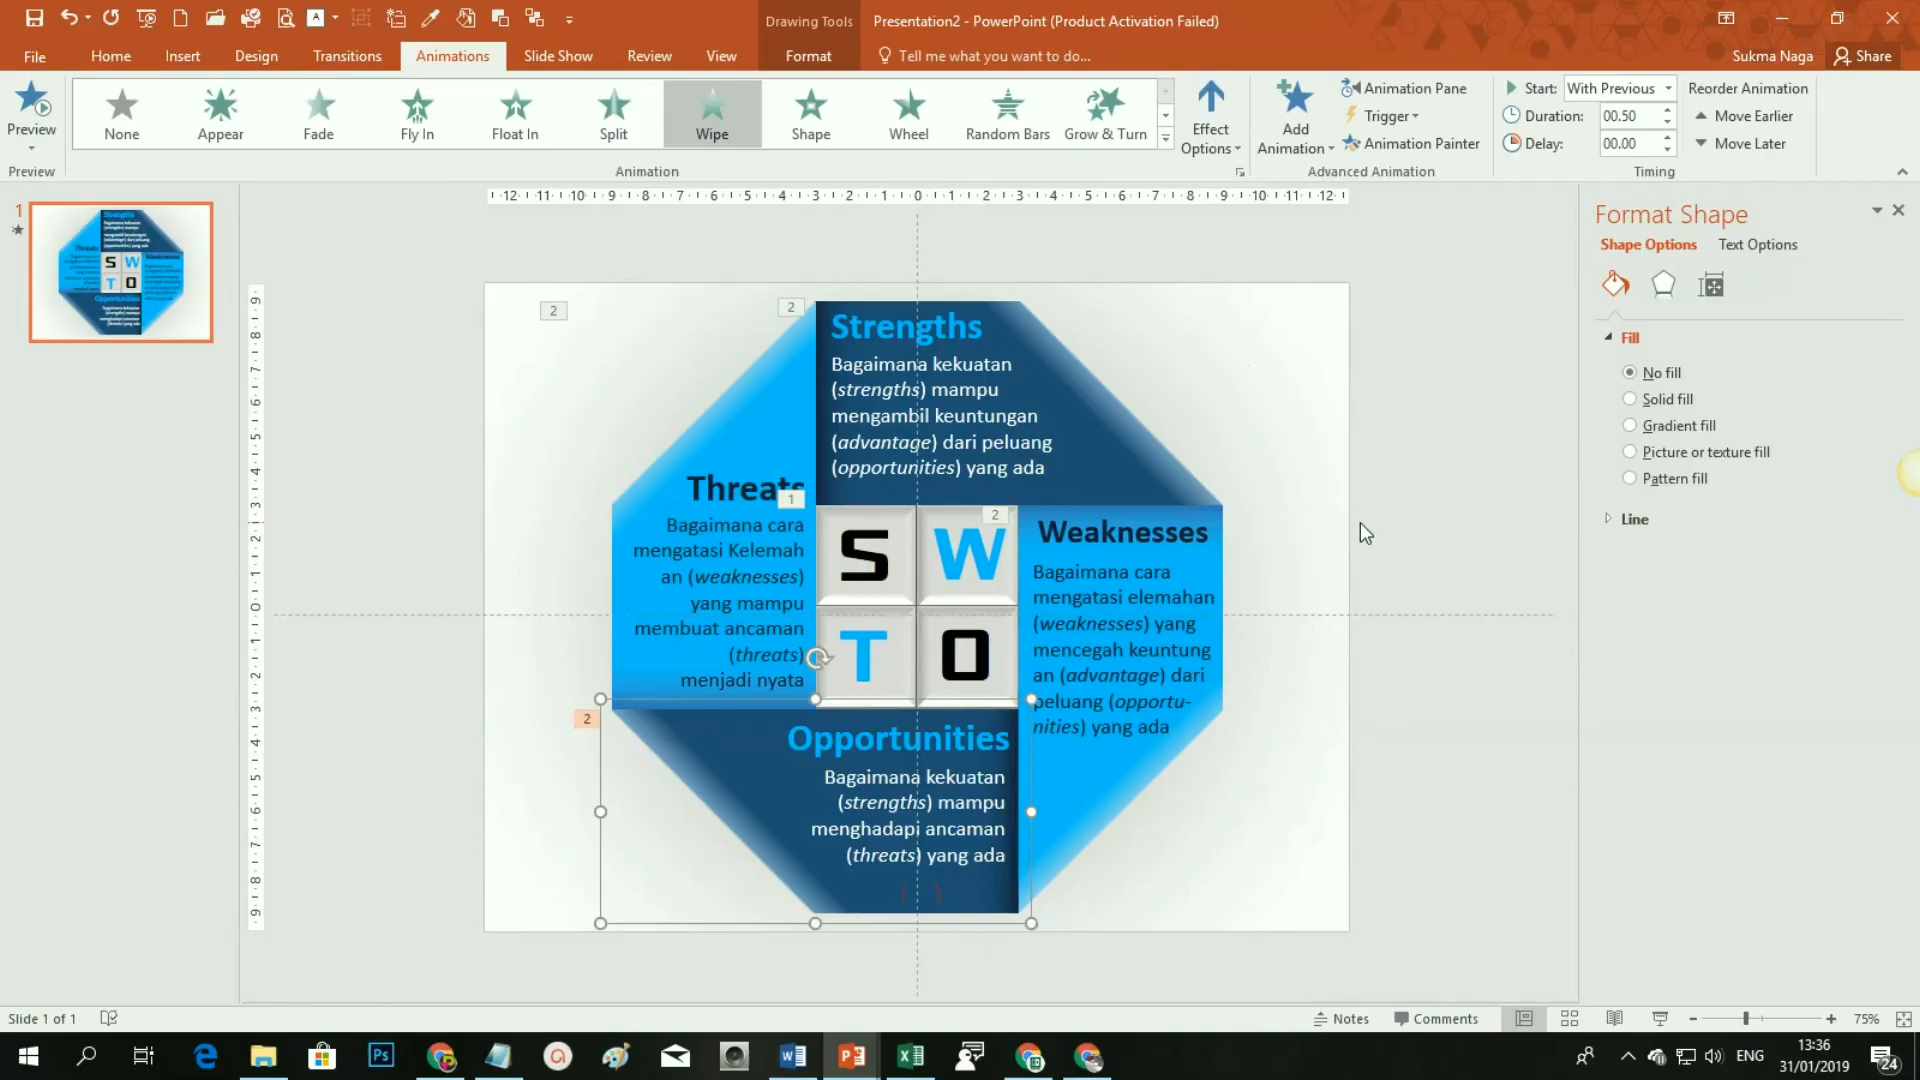 Drawing Tools
Presentation2 - PowerPoint (Product Activation Failed)
File
Home
Insert
Design
Transitions
Animations
Slide Show
Review
View
Format
Tell me what you want to do...
Sukma Naga
Share
Preview
None
Appear
Fade
Fly In
Float In
Split
Wipe
Shape
Wheel
Random Bars
Grow & Turn
Effect
Options
Add
Animation
Animation Pane
Trigger
Animation Painter
Start: With Previous
Duration: 00.50
Delay: 00.00
Reorder Animation
Move Earlier
Move Later
Preview
Animation
Advanced Animation
Timing
1
2
2
Strengths
Bagaimana kekuatan
(strengths) mampu
mengambil keuntungan
(advantage) dari peluang
(opportunities) yang ada
Threats
1
Bagaimana cara
mengatasi Kelemah
an (weaknesses)
yang mampu
membuat ancaman
(threats)
menjadi nyata
S
W
T
O
2
Weaknesses
Bagaimana cara
mengatasi elemahan
(weaknesses) yang
mencegah keuntung
an (advantage) dari
peluang (opportu-
nities) yang ada
2
Opportunities
Bagaimana kekuatan
(strengths) mampu
menghadapi ancaman
(threats) yang ada
( )
Format Shape
Shape Options
Text Options
Fill
No fill
Solid fill
Gradient fill
Picture or texture fill
Pattern fill
Line
Slide 1 of 1
Notes
Comments
75%
ENG
13:36
31/01/2019
24